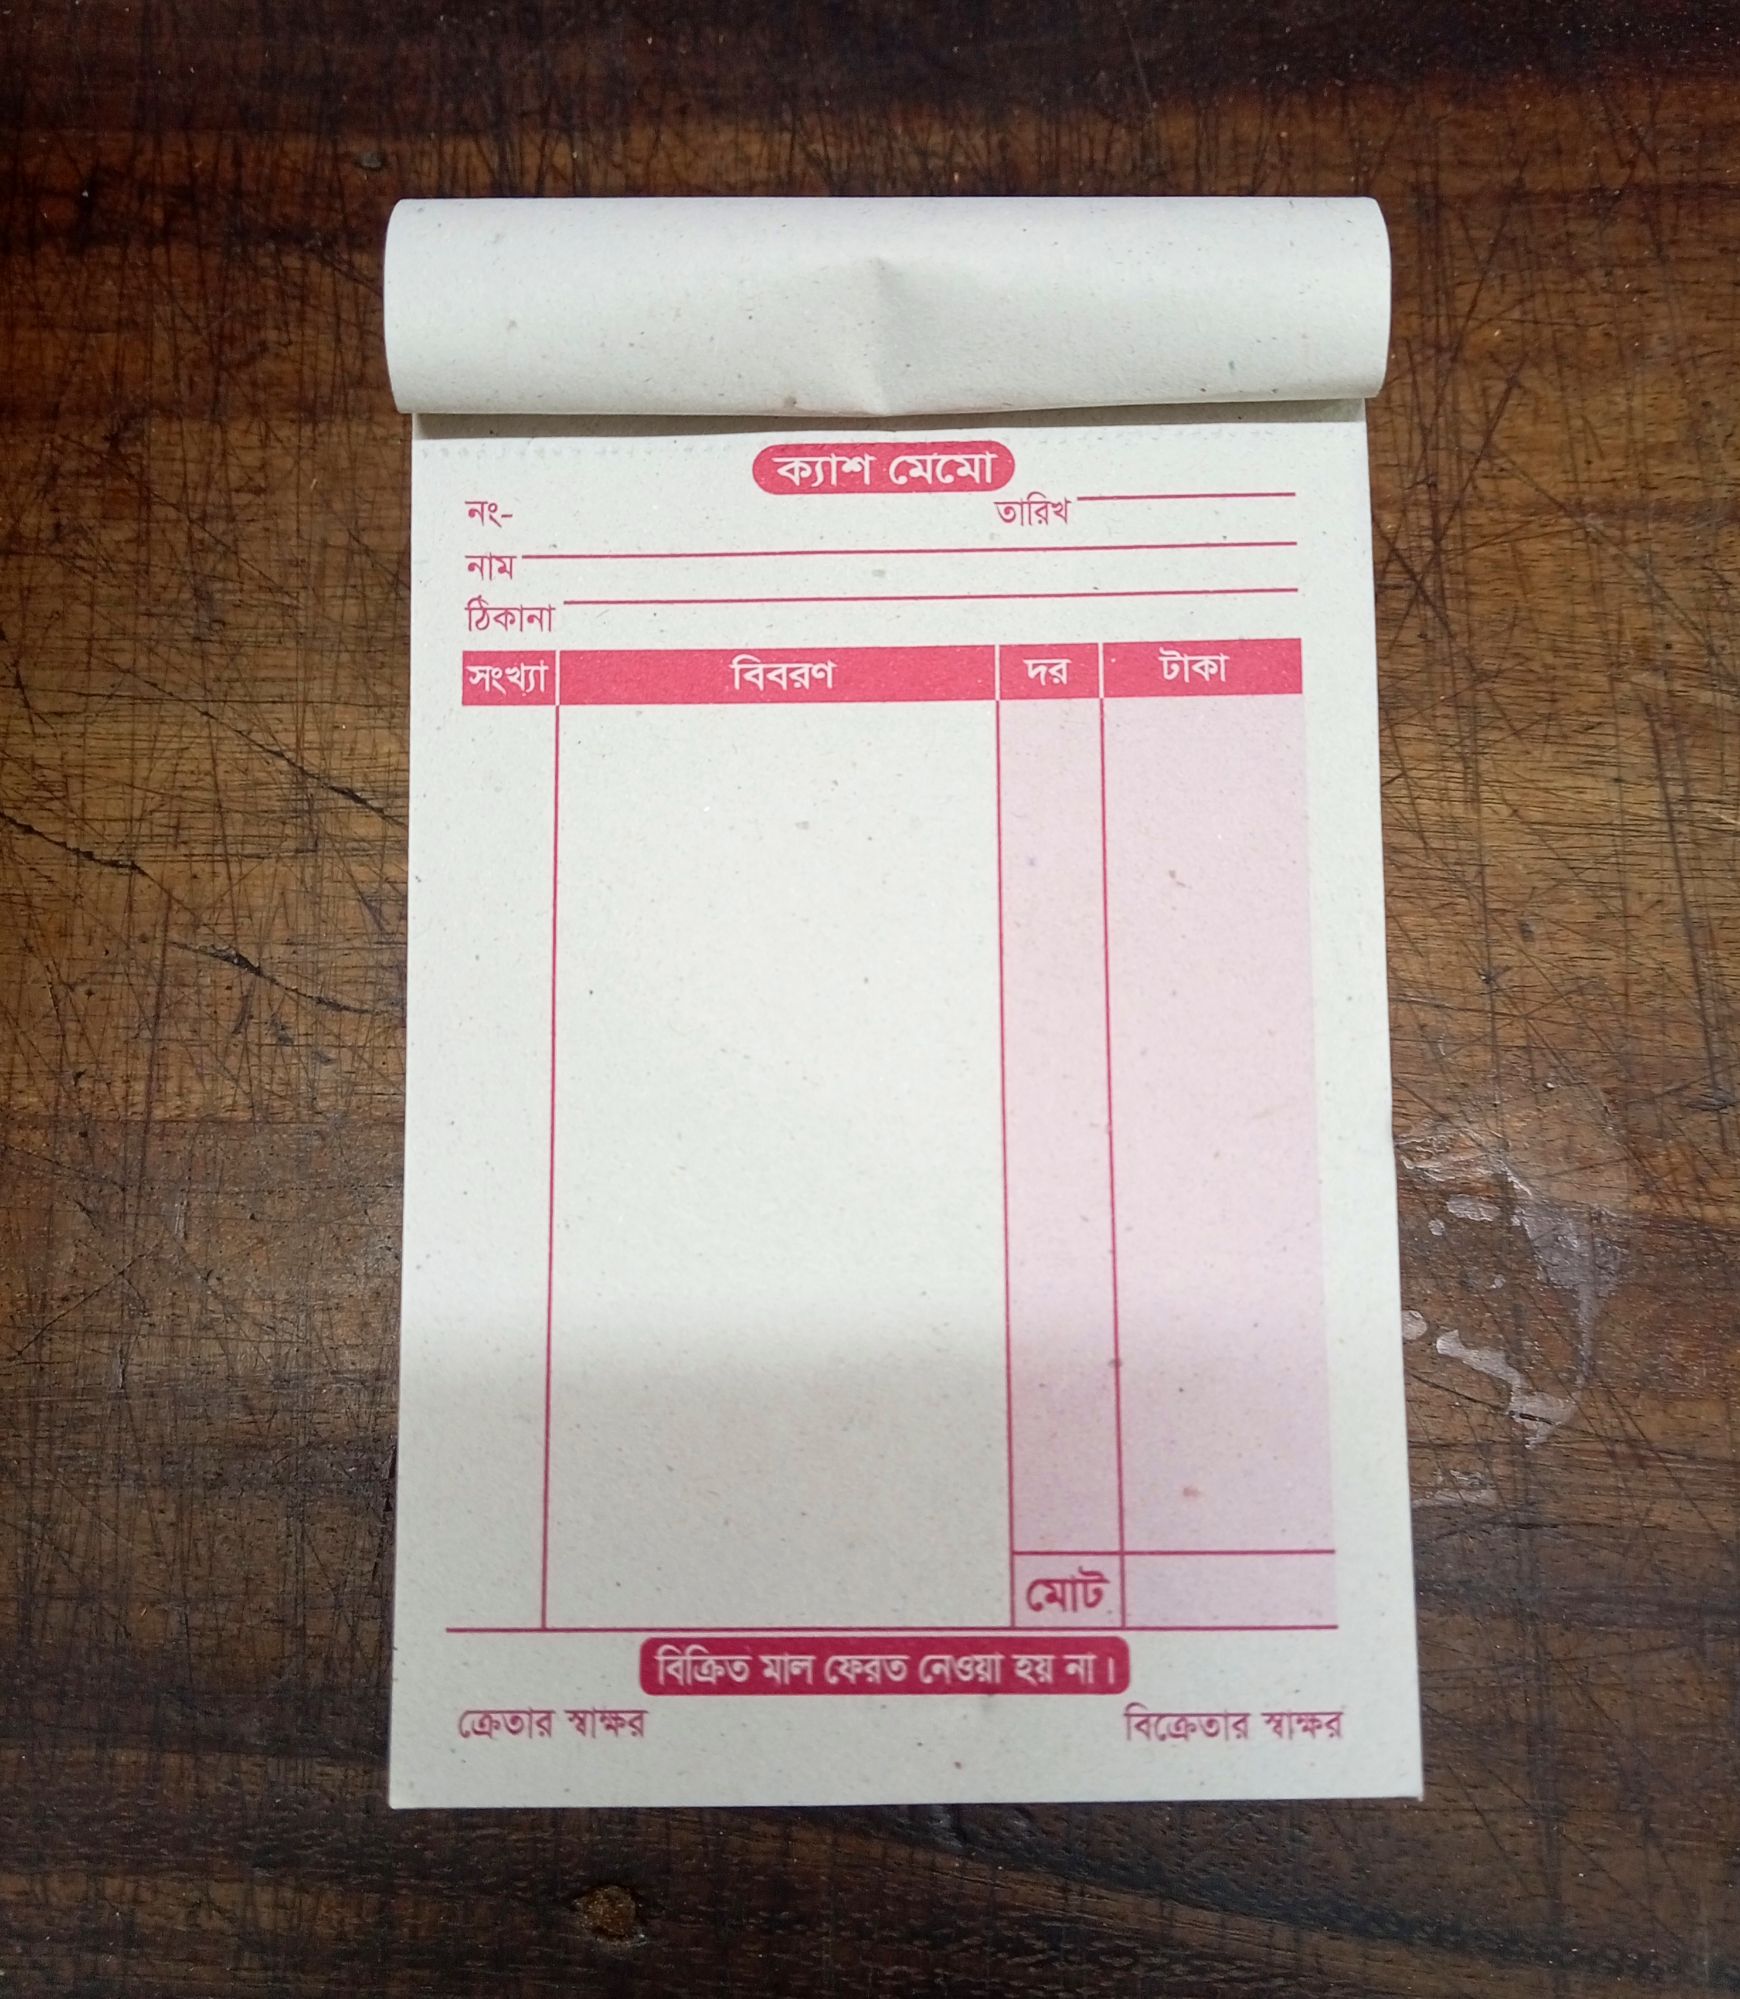 ক্যাশ মেমো
নং- তারিখ
নাম
ঠিকানা
সংখ্যা বিবরণ দর টাকা
মোট
বিক্রিত মাল ফেরত নেওয়া হয় না।
ক্রেতার স্বাক্ষর বিক্রেতার স্বাক্ষর